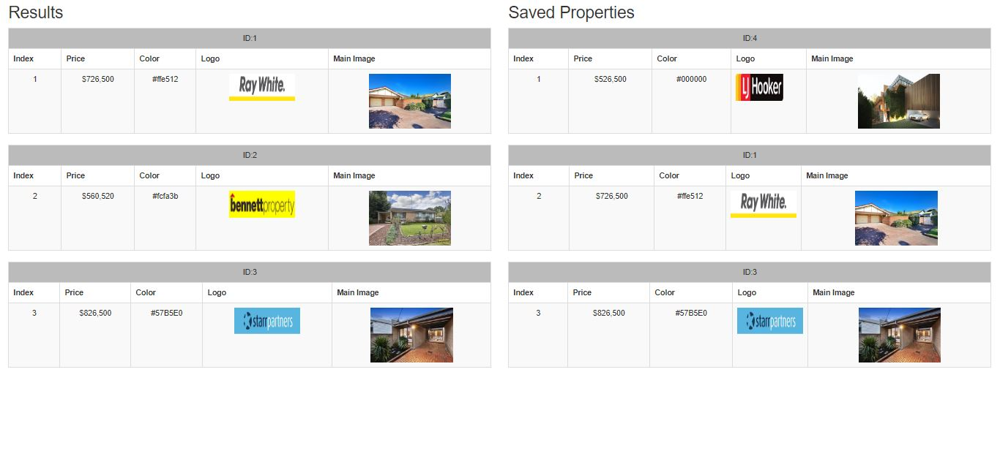 Results
ID:1
Index Price Color Logo Main Image
1 $726,500 #ffe512 Ray White.
ID:2
Index Price Color Logo Main Image
2 $560,520 #fcfa3b bennettproperty
ID:3
Index Price Color Logo Main Image
3 $826,500 #57B5E0 starrpartners
Saved Properties
ID:4
Index Price Color Logo Main Image
1 $526,500 #000000 LJ Hooker
ID:1
Index Price Color Logo Main Image
2 $726,500 #ffe512 Ray White.
ID:3
Index Price Color Logo Main Image
3 $826,500 #57B5E0 starrpartners